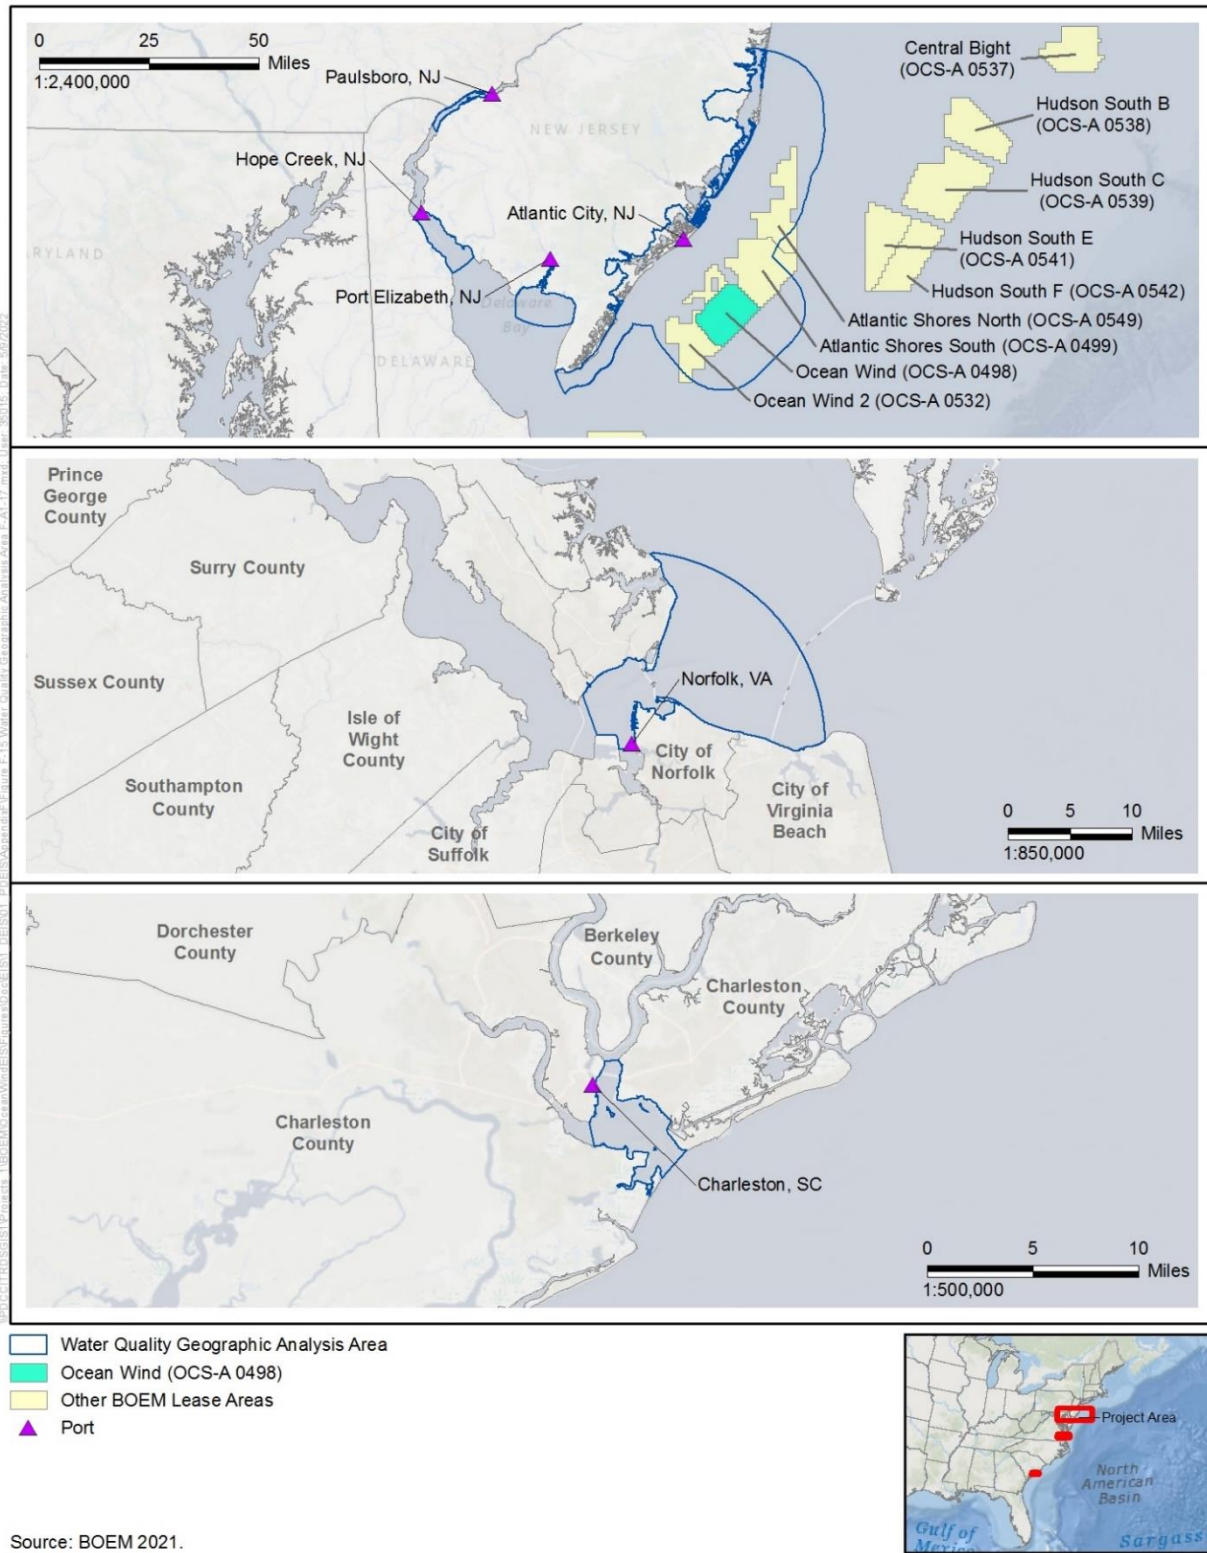 0 25 50
Miles
1:2,400,000
Paulsboro, NJ
Hope Creek, NJ
Atlantic City, NJ
Port Elizabeth, NJ
NEW JERSEY
Delaware
Bay
DELAWARE
Central Bight
(OCS-A 0537)
Hudson South B
(OCS-A 0538)
Hudson South C
(OCS-A 0539)
Hudson South E
(OCS-A 0541)
Hudson South F (OCS-A 0542)
Atlantic Shores North (OCS-A 0549)
Atlantic Shores South (OCS-A 0499)
Ocean Wind (OCS-A 0498)
Ocean Wind 2 (OCS-A 0532)
RYLAND
Prince
George
County
Surry County
Sussex County
Isle of
Wight
County
Southampton
County
City of
Suffolk
Norfolk, VA
City of
Norfolk
City of
Virginia
Beach
0 5 10
Miles
1:850,000
Dorchester
County
Berkeley
County
Charleston
County
Charleston
County
Charleston, SC
0 5 10
Miles
1:500,000
Water Quality Geographic Analysis Area
Ocean Wind (OCS-A 0498)
Other BOEM Lease Areas
Port
Project Area
North
American
Basin
Gulf of
Mexico
Sargass
Source: BOEM 2021.